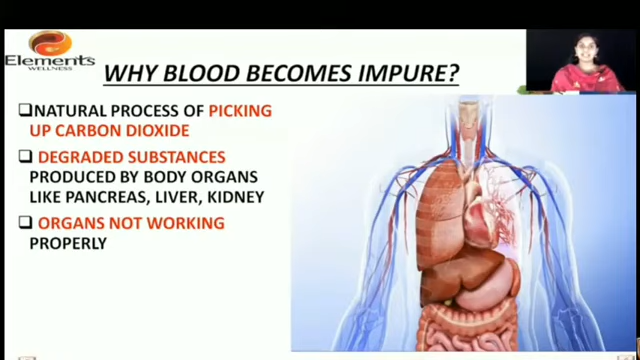 Elements
WELLNESS
WHY BLOOD BECOMES IMPURE?
NATURAL PROCESS OF PICKING
UP CARBON DIOXIDE
DEGRADED SUBSTANCES
PRODUCED BY BODY ORGANS
LIKE PANCREAS, LIVER, KIDNEY
ORGANS NOT WORKING
PROPERLY